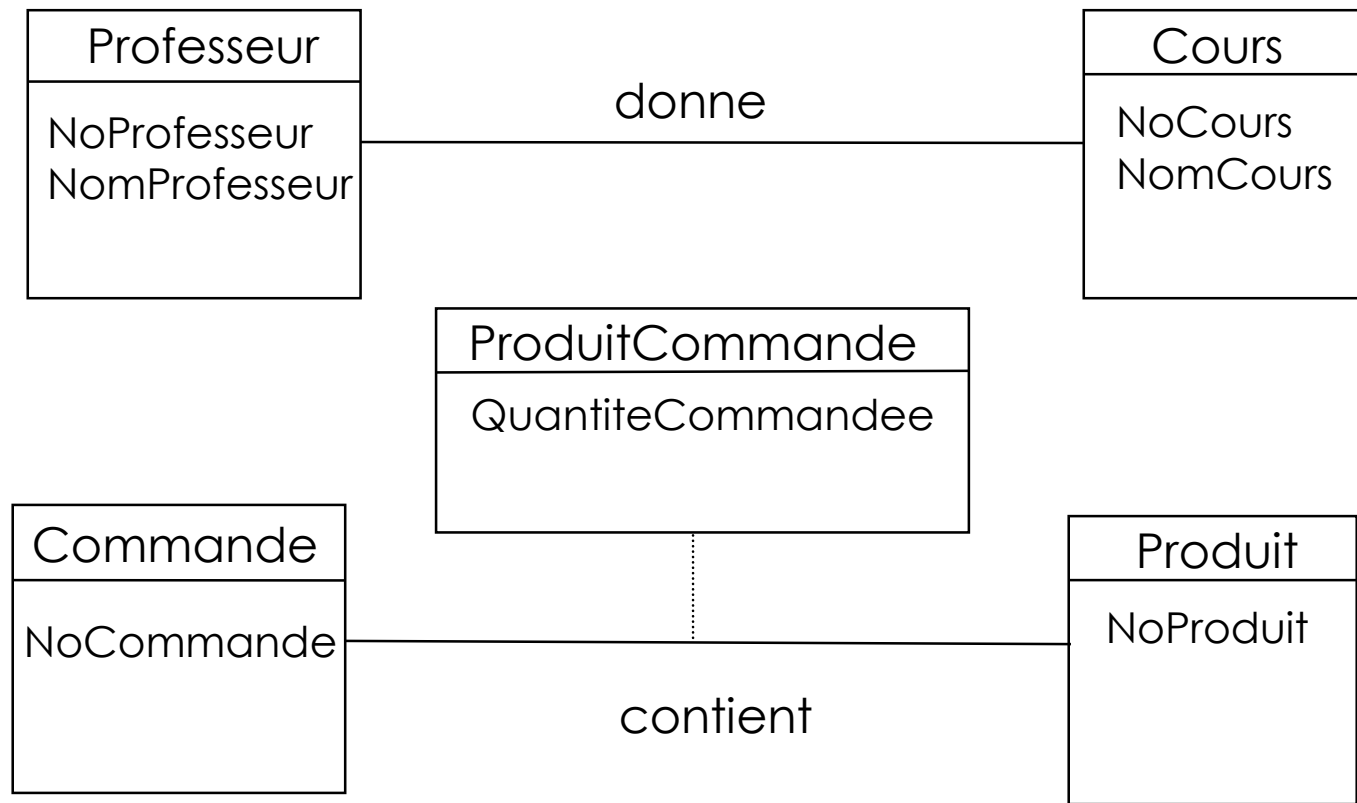 Professeur
NoProfesseur
NomProfesseur
donne
Cours
NoCours
NomCours
ProduitCommande
QuantiteCommandee
Commande
NoCommande
contient
Produit
NoProduit